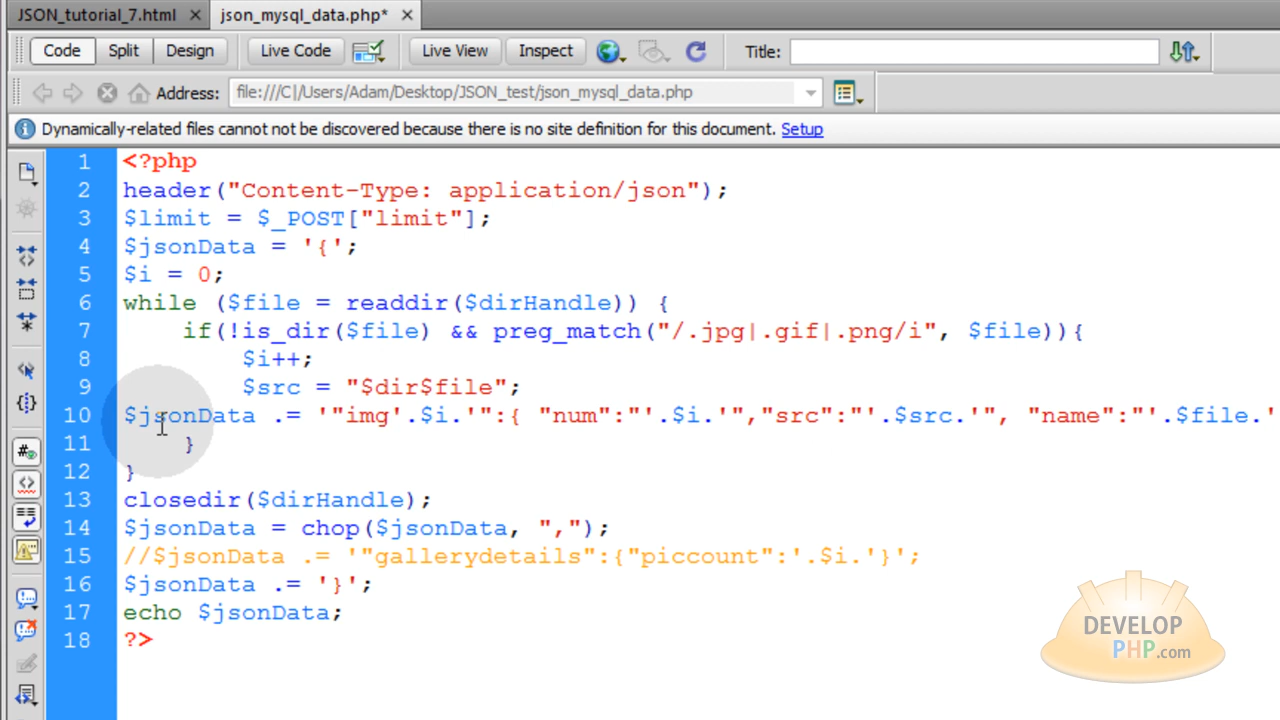 JSON_tutorial_7.html × json_mysql_data.php* ×
Code Split Design Live Code Live View Inspect Title:
Address: file:///C|/Users/Adam/Desktop/JSON_test/json_mysql_data.php
Dynamically-related files cannot not be discovered because there is no site definition for this document. Setup
1 <?php
2 header("Content-Type: application/json");
3 $limit = $_POST["limit"];
4 $jsonData = '{';
5 $i = 0;
6 while ($file = readdir($dirHandle)) {
7 if(!is_dir($file) && preg_match("/.jpg|.gif|.png/i", $file)){
8 $i++;
9 $src = "$dir$file";
10 $jsonData .= '"img'.$i.'":{ "num":"'.$i.'","src":"'.$src.'", "name":"'.$file.'
11 }
12 }
13 closedir($dirHandle);
14 $jsonData = chop($jsonData, ",");
15 //$jsonData .= '"gallerydetails":{"piccount":'.$i.'}';
16 $jsonData .= '}';
17 echo $jsonData;
18 ?>
DEVELOP
PHP.com